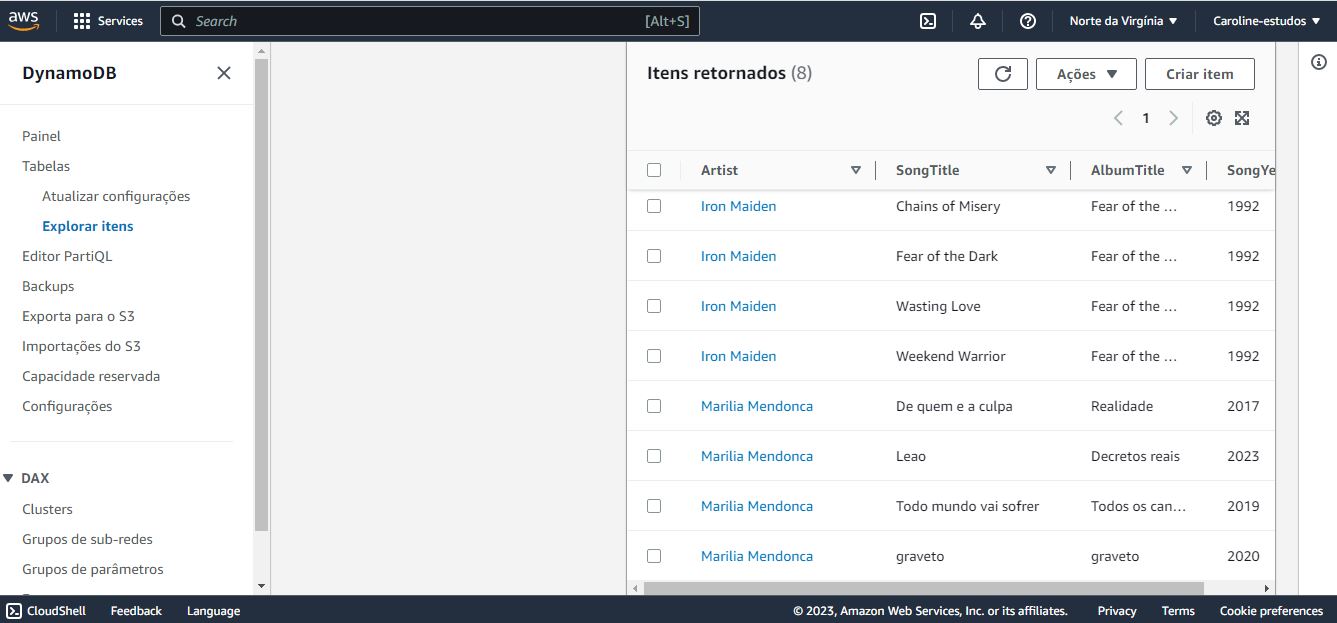 aws Services Search [Alt+S] Norte da Virgínia Caroline-estudos
DynamoDB
Painel
Tabelas
Atualizar configurações
Explorar itens
Editor PartiQL
Backups
Exporta para o S3
Importações do S3
Capacidade reservada
Configurações
DAX
Clusters
Grupos de sub-redes
Grupos de parâmetros
Itens retornados (8) Ações Criar item
1
Artist SongTitle AlbumTitle SongYe
Iron Maiden Chains of Misery Fear of the ... 1992
Iron Maiden Fear of the Dark Fear of the ... 1992
Iron Maiden Wasting Love Fear of the ... 1992
Iron Maiden Weekend Warrior Fear of the ... 1992
Marilia Mendonca De quem e a culpa Realidade 2017
Marilia Mendonca Leao Decretos reais 2023
Marilia Mendonca Todo mundo vai sofrer Todos os can... 2019
Marilia Mendonca graveto graveto 2020
CloudShell Feedback Language © 2023, Amazon Web Services, Inc. or its affiliates. Privacy Terms Cookie preferences